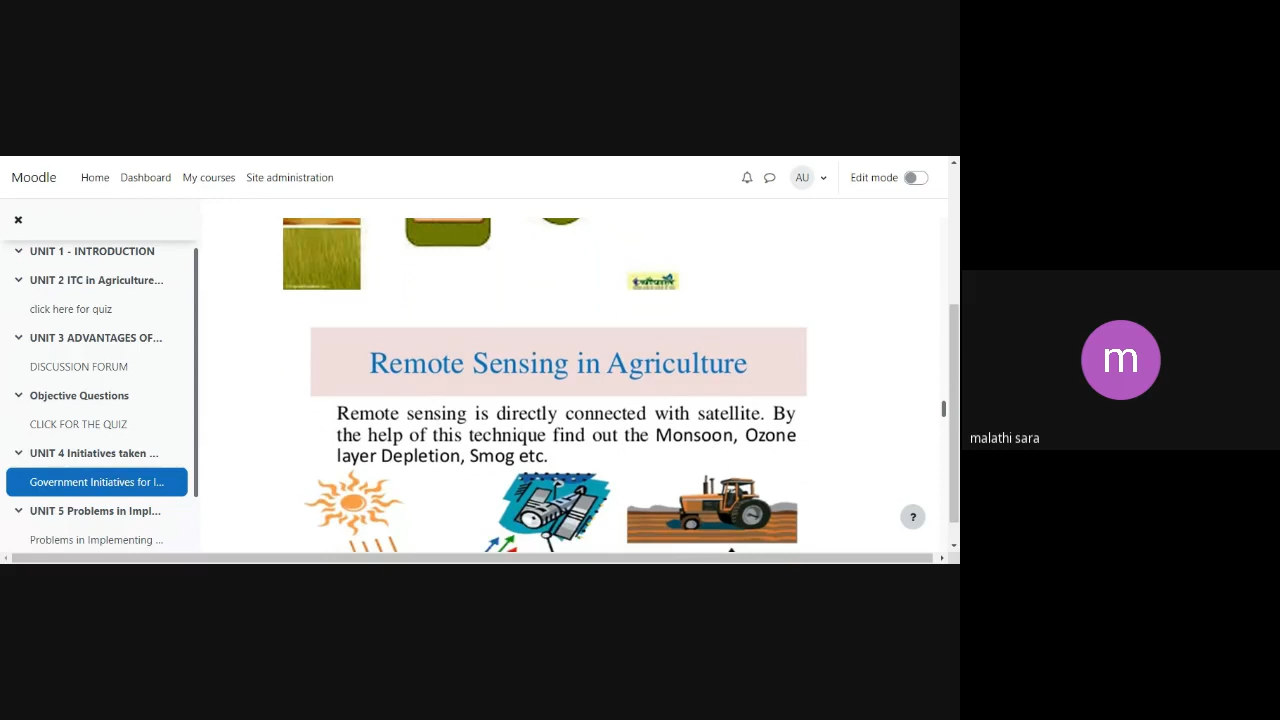 Moodle
Home
Dashboard
My courses
Site administration
AU
Edit mode
UNIT 1 - INTRODUCTION
UNIT 2 ITC in Agriculture...
click here for quiz
UNIT 3 ADVANTAGES OF...
DISCUSSION FORUM
Objective Questions
CLICK FOR THE QUIZ
UNIT 4 Initiatives taken ...
Government Initiatives for I...
UNIT 5 Problems in Impl...
Problems in Implementing ...
Remote Sensing in Agriculture
Remote sensing is directly connected with satellite. By
the help of this technique find out the Monsoon, Ozone
layer Depletion, Smog etc.
?
m
malathi sara